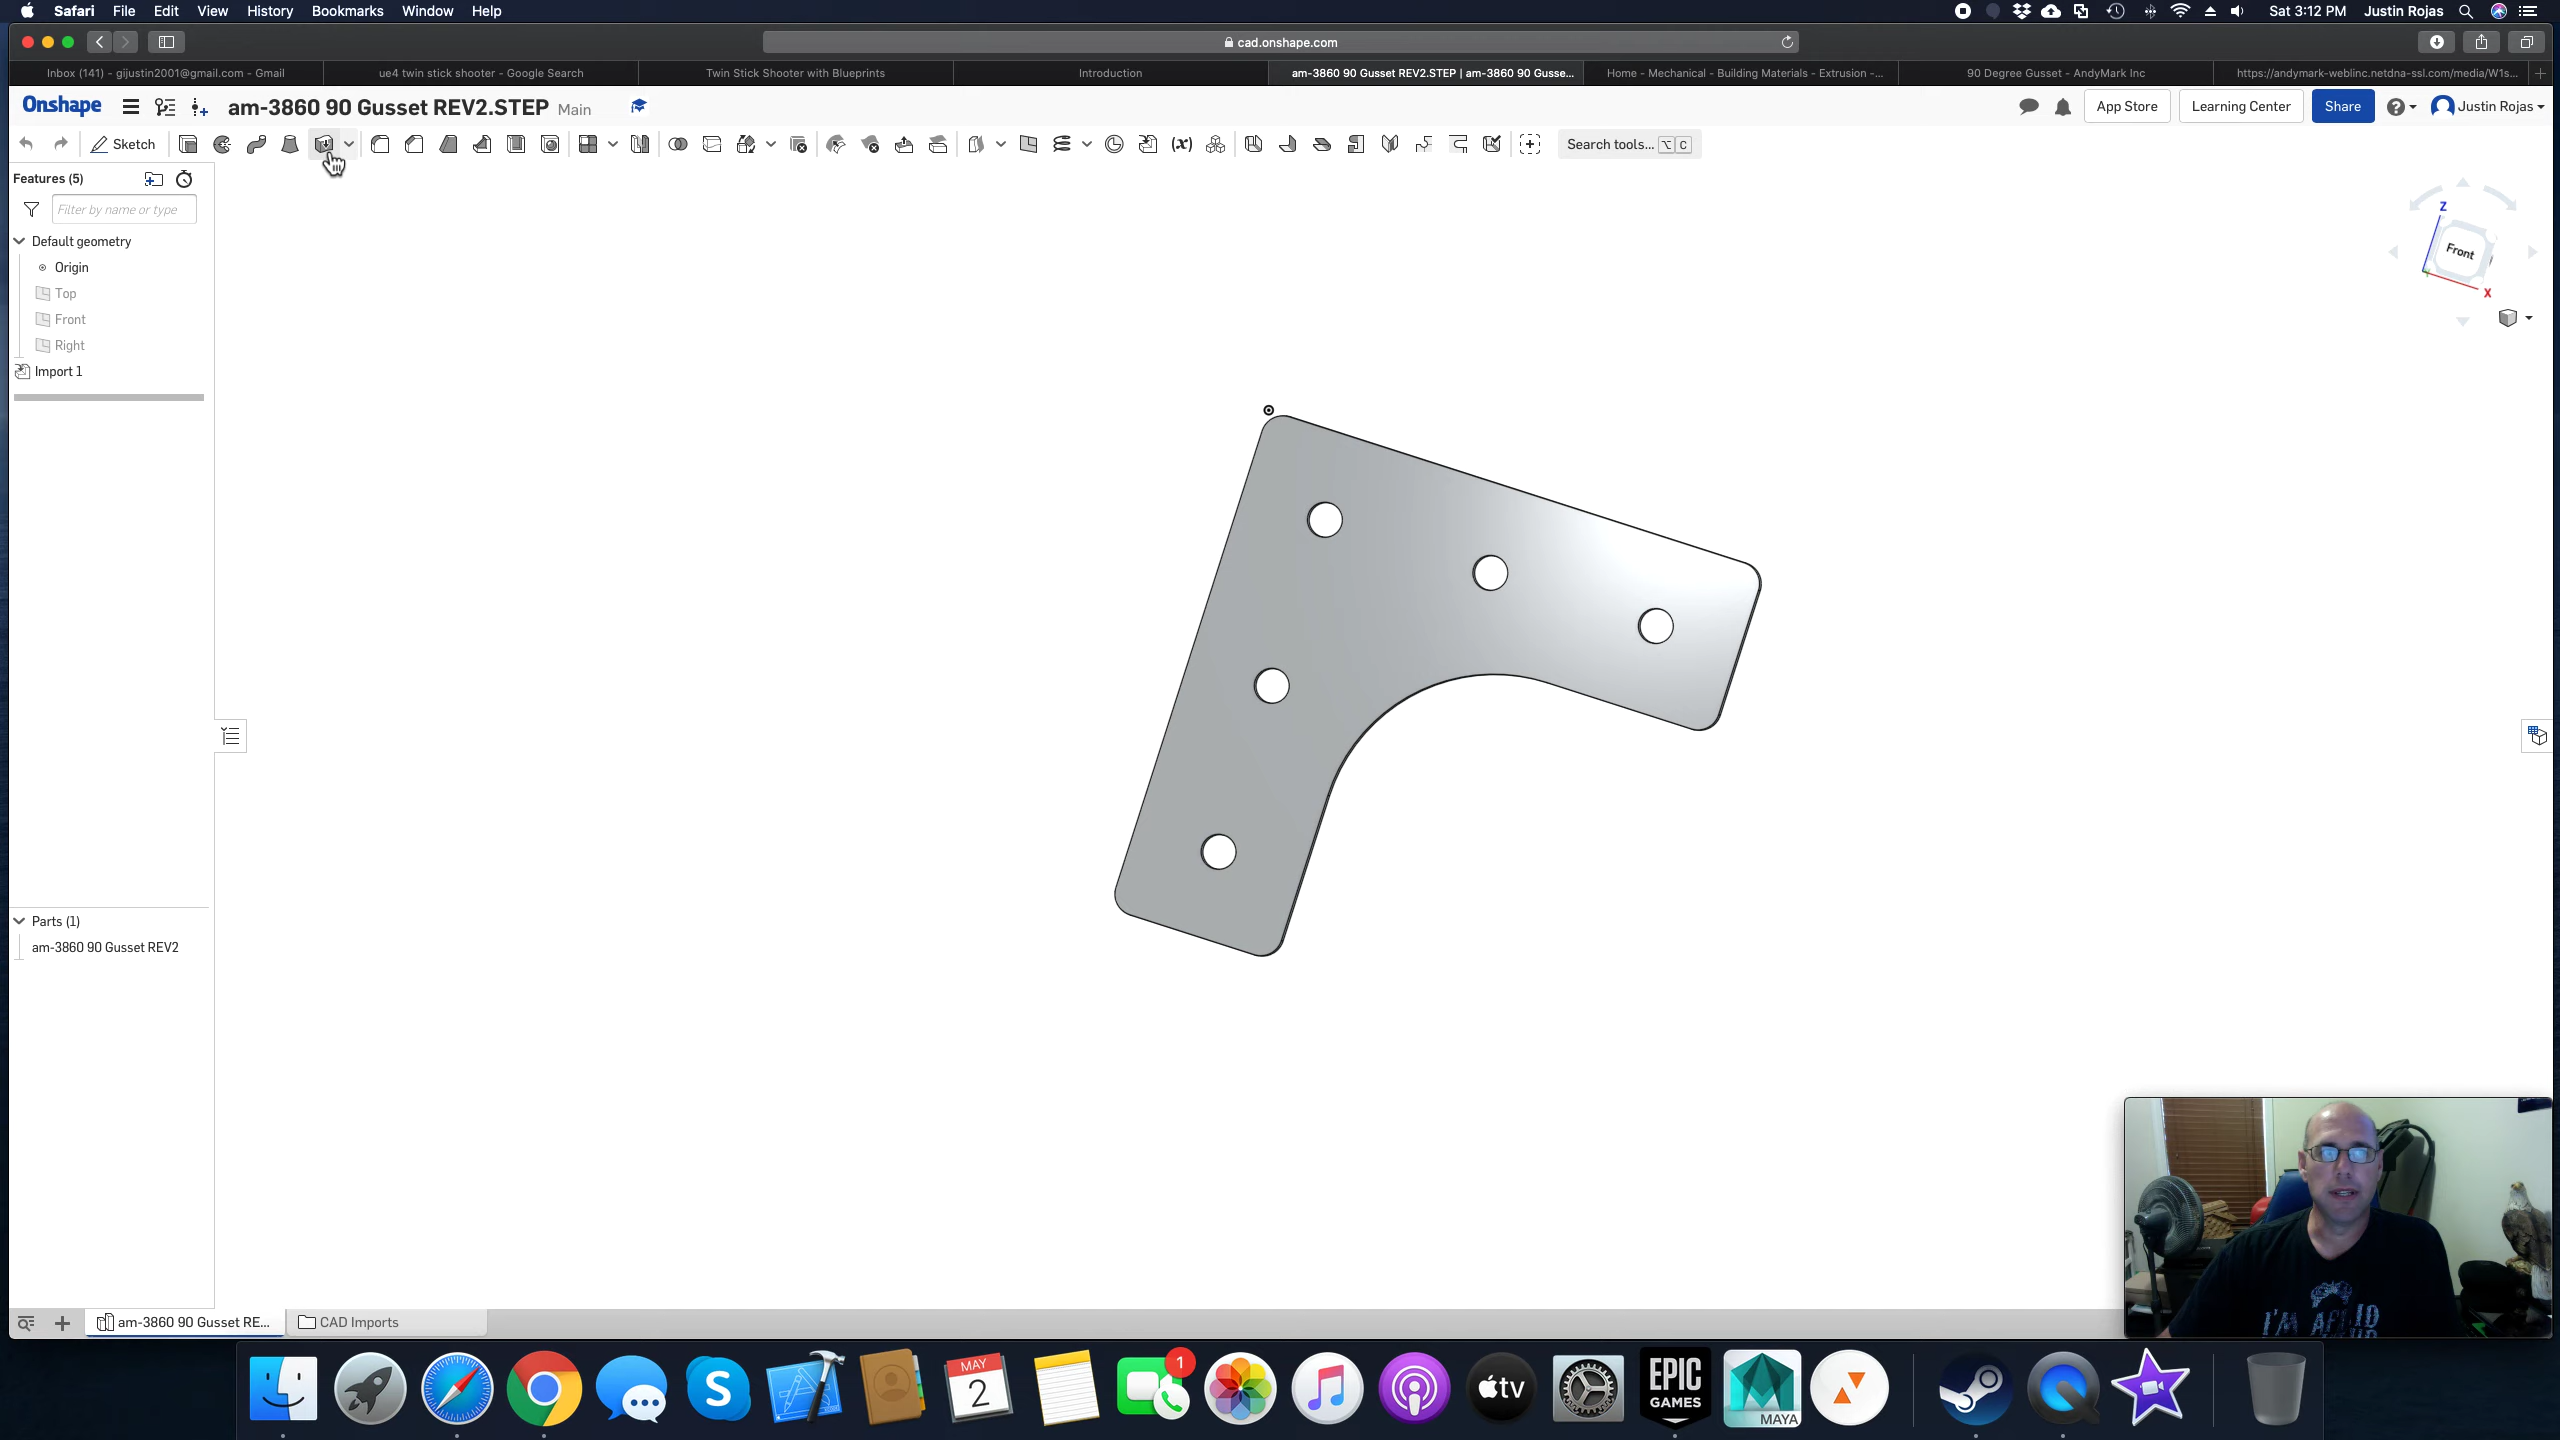 Safari File Edit View History Bookmarks Window Help
Sat 3:12 PM Justin Rojas
cad.onshape.com
Inbox (141) - gijustin2001@gmail.com - Gmail
ue4 twin stick shooter - Google Search
Twin Stick Shooter with Blueprints
Introduction
am-3860 90 Gusset REV2.STEP | am-3860 90 Gusse...
Home - Mechanical - Building Materials - Extrusion -...
90 Degree Gusset - AndyMark Inc
https://andymark-weblinc.netdna-ssl.com/media/W1s...
Onshape
am-3860 90 Gusset REV2.STEP Main
App Store
Learning Center
Share
Justin Rojas
Sketch
(x)
Search tools... ⌥ C
Features (5)
Filter by name or type
Default geometry
Origin
Top
Front
Right
Import 1
Z
Front
X
Parts (1)
am-3860 90 Gusset REV2
am-3860 90 Gusset RE...
CAD Imports
MAY
2
1
tv
EPIC
GAMES
MAYA